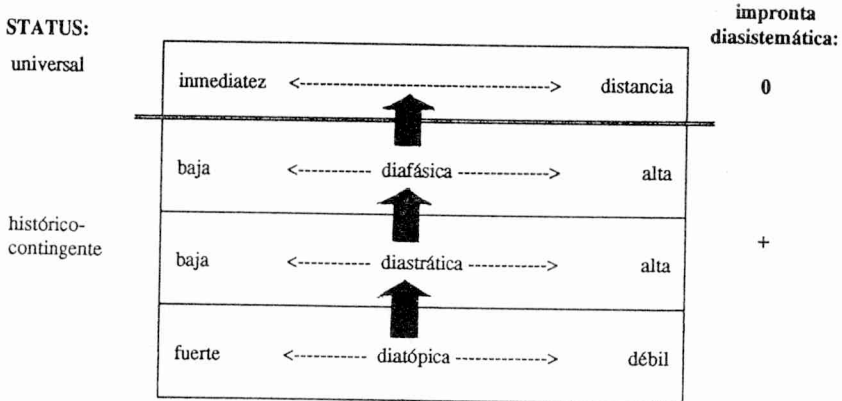 impronta
STATUS: diasistemática:
universal
inmediatez <------------------------------------> distancia 0
baja <----------- diafásica -------------> alta
histórico-
contingente +
baja <----------- diastrática -------------> alta
fuerte <----------- diatópica -------------> débil